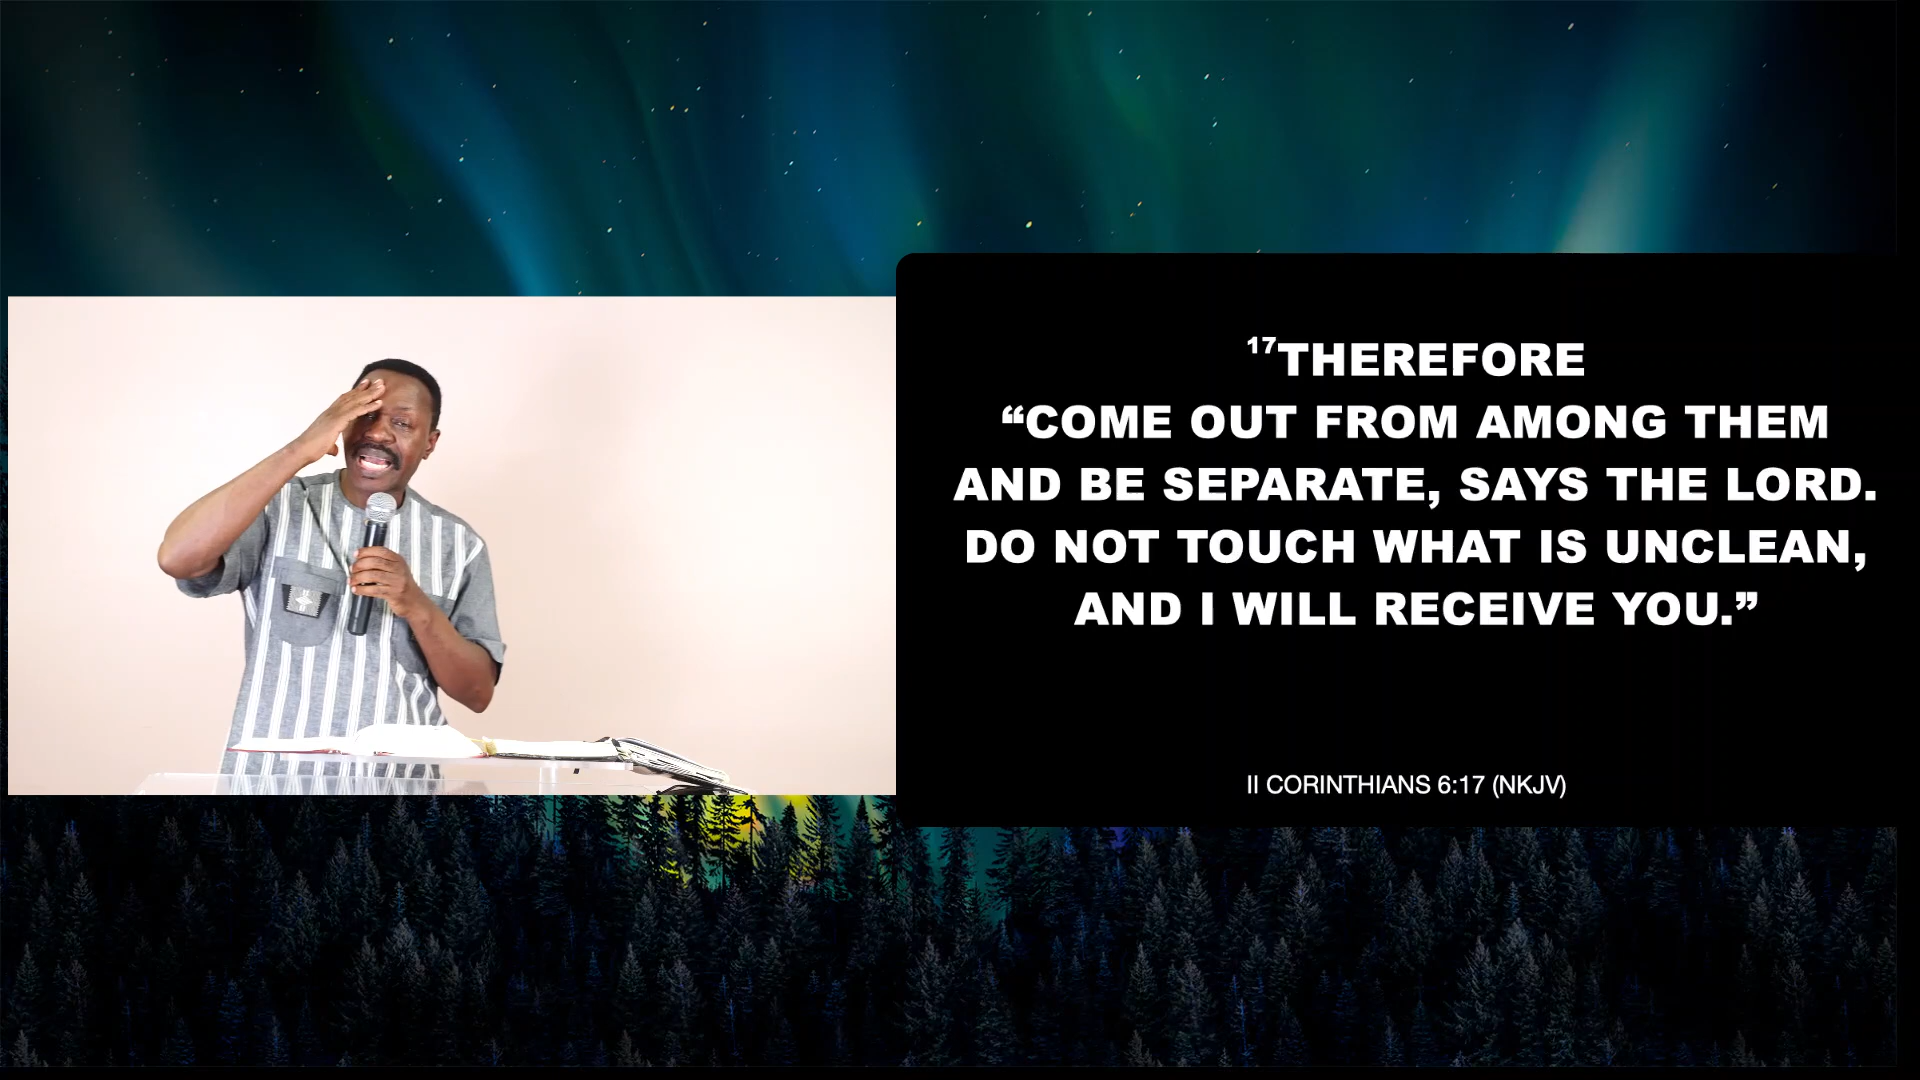 ¹⁷THEREFORE
“COME OUT FROM AMONG THEM
AND BE SEPARATE, SAYS THE LORD.
DO NOT TOUCH WHAT IS UNCLEAN,
AND I WILL RECEIVE YOU.”
II CORINTHIANS 6:17 (NKJV)